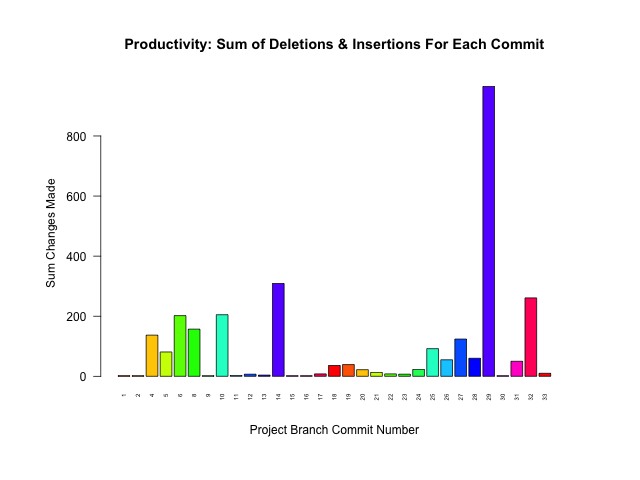 Productivity: Sum of Deletions & Insertions For Each Commit
Sum Changes Made
800
600
400
200
0
1 2 4 5 6 8 9 10 11 12 13 14 15 16 17 18 19 20 21 22 23 24 25 26 27 28 29 30 31 32 33
Project Branch Commit Number